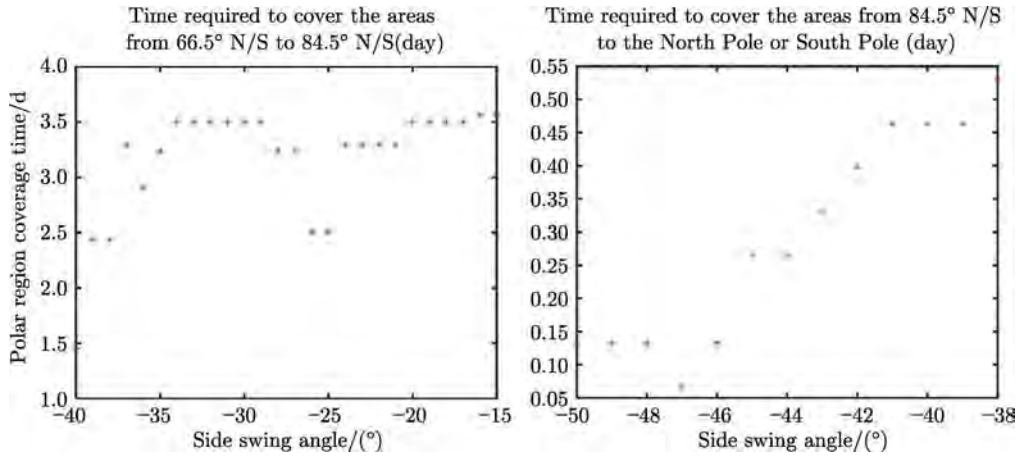 Time required to cover the areas
from 66.5° N/S to 84.5° N/S(day)
Polar region coverage time/d
4.0
3.5
3.0
2.5
2.0
1.5
1.0
−40 −35 −30 −25 −20 −15
Side swing angle/(°)
Time required to cover the areas from 84.5° N/S
to the North Pole or South Pole (day)
0.55
0.50
0.45
0.40
0.35
0.30
0.25
0.20
0.15
0.10
0.05
−50 −48 −46 −44 −42 −40 −38
Side swing angle/(°)